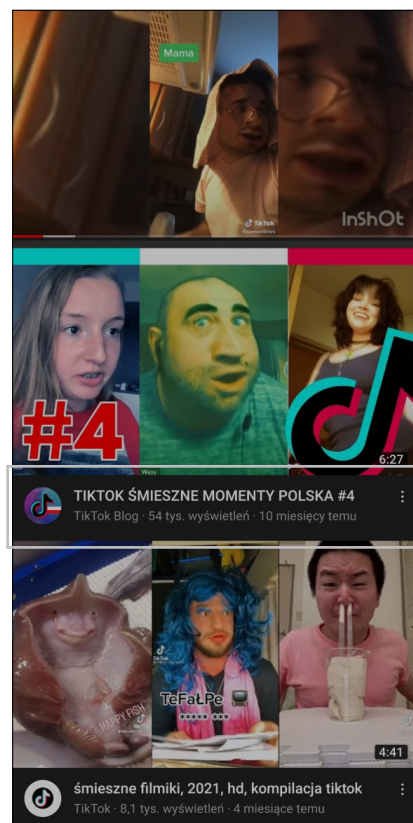 Mama
TikTok
InShOt
#4
6:27
Wąsy
TIKTOK ŚMIESZNE MOMENTY POLSKA #4
TikTok Blog · 54 tys. wyświetleń · 10 miesięcy temu
TikTok
HAPPY FISH
TeFaŁPe
***** ***
4:41
śmieszne filmiki, 2021, hd, kompilacja tiktok
TikTok · 8,1 tys. wyświetleń · 4 miesiące temu